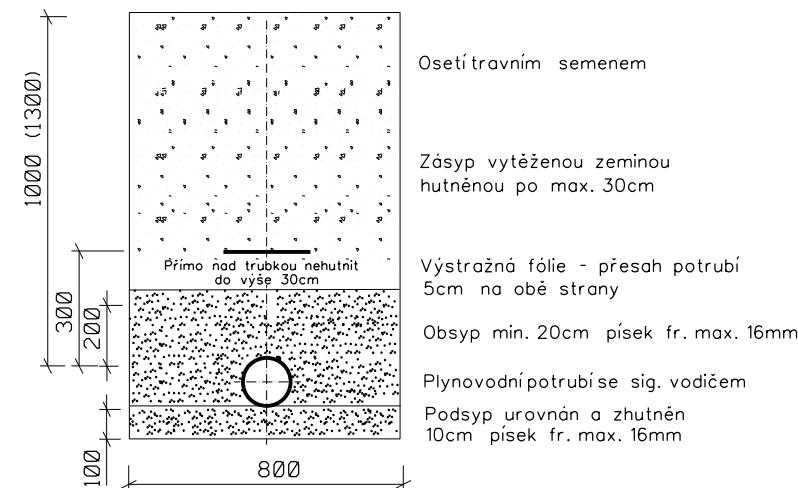 1000 (1300)
Osetí travním semenem
Zásyp vytěženou zeminou
hutněnou po max. 30cm
Přímo nad trubkou nehutnit
do výše 30cm
Výstražná fólie - přesah potrubí
5cm na obě strany
300
200
Obsyp min. 20cm písek fr. max. 16mm
Plynovodní potrubí se sig. vodičem
Podsyp urovnán a zhutněn
10cm písek fr. max. 16mm
100
800